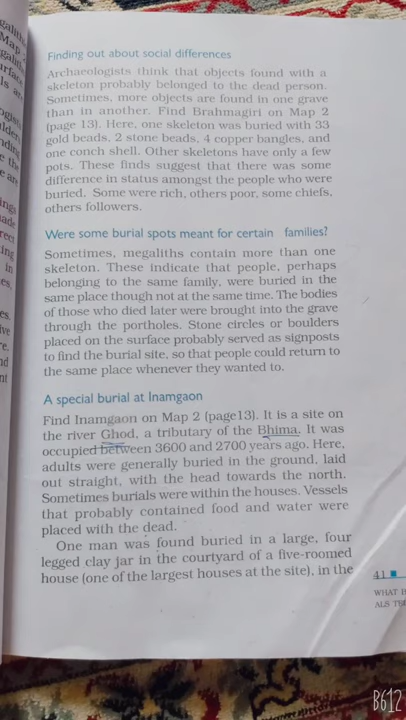 Finding out about social differences
Archaeologists think that objects found with a
skeleton probably belonged to the dead person.
Sometimes, more objects are found in one grave
than in another. Find Brahmagiri on Map 2
(page 13). Here, one skeleton was buried with 33
gold beads, 2 stone beads, 4 copper bangles, and
one conch shell. Other skeletons have only a few
pots. These finds suggest that there was some
difference in status amongst the people who were
buried. Some were rich, others poor, some chiefs,
others followers.
Were some burial spots meant for certain families?
Sometimes, megaliths contain more than one
skeleton. These indicate that people, perhaps
belonging to the same family, were buried in the
same place though not at the same time. The bodies
of those who died later were brought into the grave
through the portholes. Stone circles or boulders
placed on the surface probably served as signposts
to find the burial site, so that people could return to
the same place whenever they wanted to.
A special burial at Inamgaon
Find Inamgaon on Map 2 (page13). It is a site on
the river Ghod, a tributary of the Bhima. It was
occupied between 3600 and 2700 years ago. Here,
adults were generally buried in the ground, laid
out straight, with the head towards the north.
Sometimes burials were within the houses. Vessels
that probably contained food and water were
placed with the dead.
One man was found buried in a large, four
legged clay jar in the courtyard of a five-roomed
house (one of the largest houses at the site), in the
41
WHAT
B612